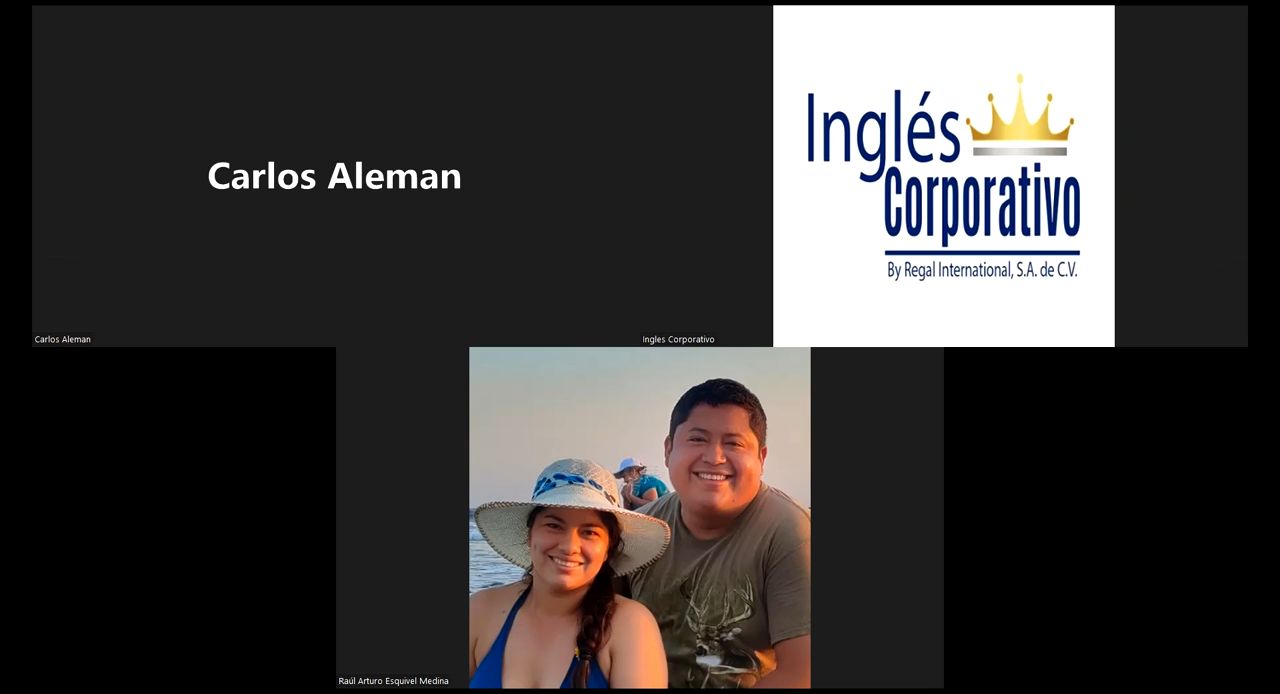 Carlos Aleman
Inglés
Corporativo
By Regal International, S.A. de C.V.
Carlos Aleman
Ingles Corporativo
Raúl Arturo Esquivel Medina